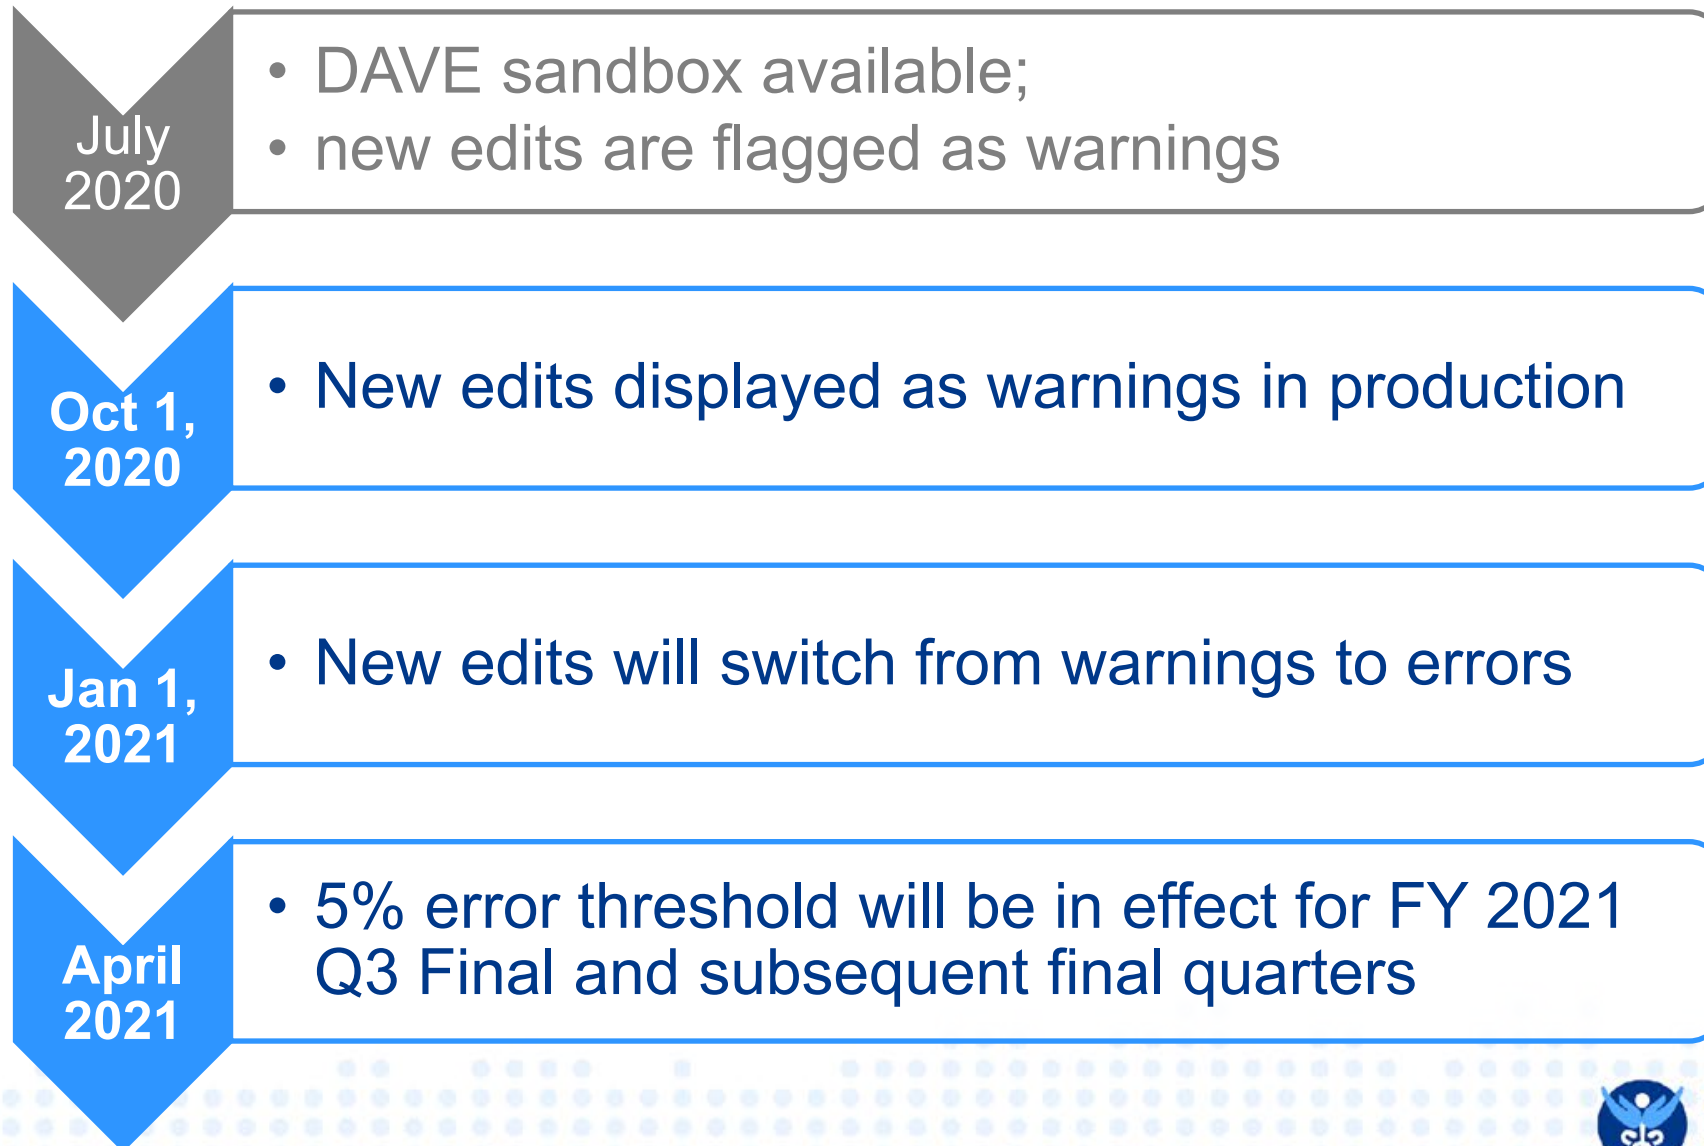 July
2020
• DAVE sandbox available;
• new edits are flagged as warnings
Oct 1,
2020
• New edits displayed as warnings in production
Jan 1,
2021
• New edits will switch from warnings to errors
April
2021
• 5% error threshold will be in effect for FY 2021
Q3 Final and subsequent final quarters